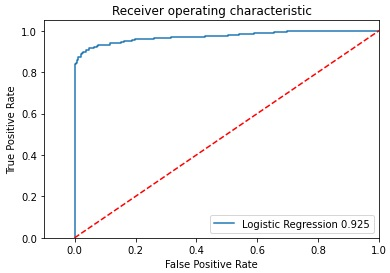 Receiver operating characteristic
True Positive Rate
1.0
0.8
0.6
0.4
0.2
0.0
Logistic Regression 0.925
0.0 0.2 0.4 0.6 0.8 1.0
False Positive Rate